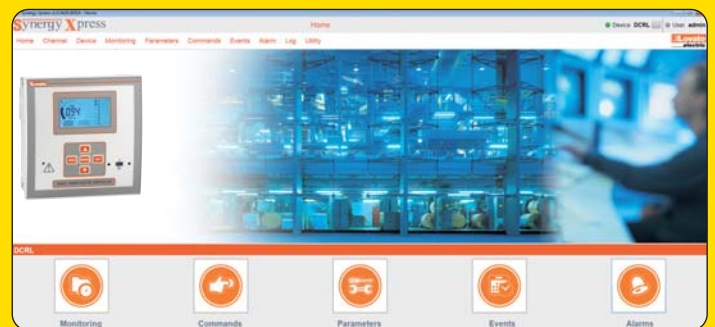 Synergy Xpress
Home
Device DCRL
User admin
Home Channel Device Monitoring Parameters Commands Events Alarm Log Utility
Lovato
electric
DCRL
Monitoring
Commands
Parameters
Events
Alarms